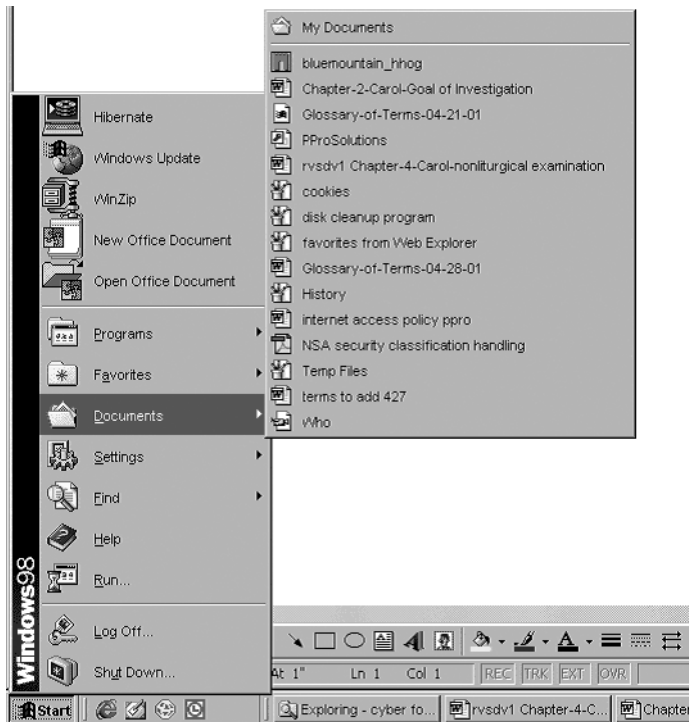 My Documents
bluemountain_hhog
Chapter-2-Carol-Goal of Investigation
Glossary-of-Terms-04-21-01
PProSolutions
rvsdv1 Chapter-4-Carol-nonliturgical examination
cookies
disk cleanup program
favorites from Web Explorer
Glossary-of-Terms-04-28-01
History
internet access policy ppro
NSA security classification handling
Temp Files
terms to add 427
Who
Hibernate
Windows Update
WinZip
New Office Document
Open Office Document
Programs
Favorites
Documents
Settings
Find
Help
Run...
Log Off...
Shut Down...
Windows98
At 1" Ln 1 Col 1 REC TRK EXT OVR
Start Exploring - cyber fo... rvsdv1 Chapter-4-C... Chapter